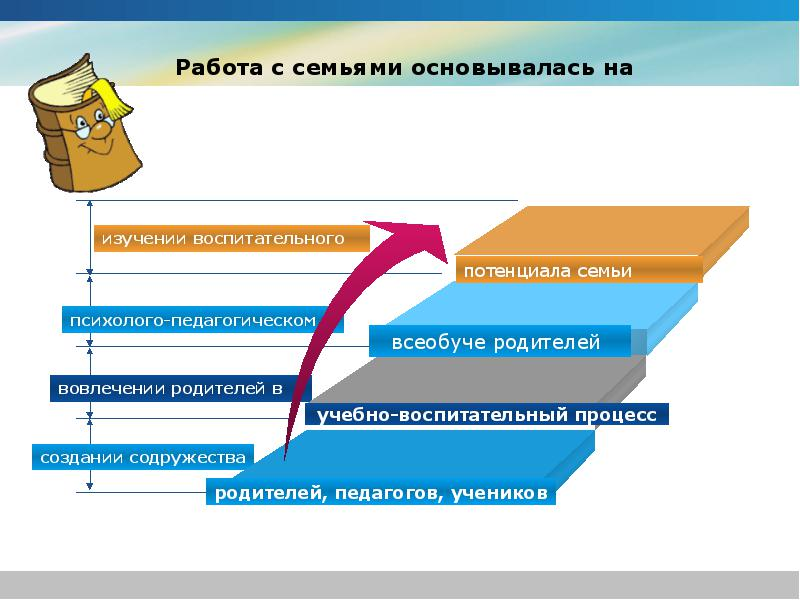 Работа с семьями основывалась на
изучении воспитательного
потенциала семьи
психолого-педагогическом
всеобуче родителей
вовлечении родителей в
учебно-воспитательный процесс
создании содружества
родителей, педагогов, учеников